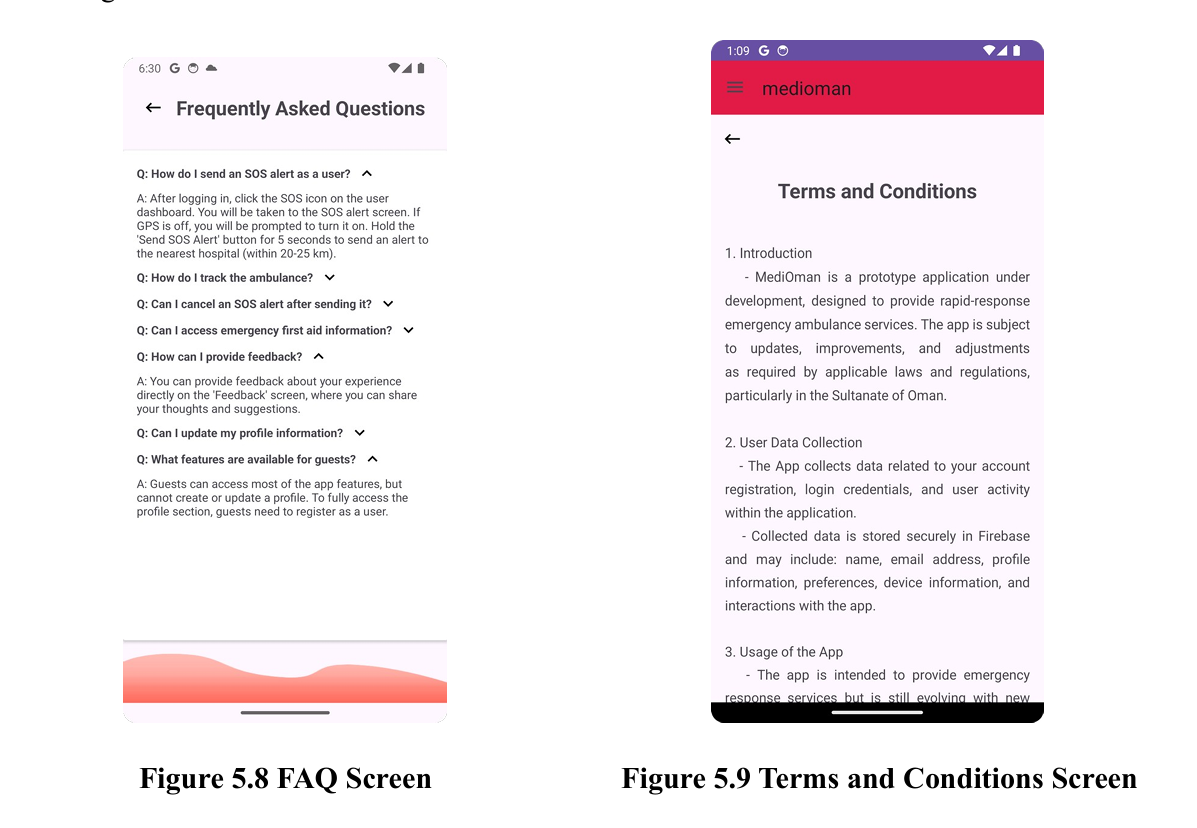 6:30
Frequently Asked Questions
Q: How do I send an SOS alert as a user?
A: After logging in, click the SOS icon on the user
dashboard. You will be taken to the SOS alert screen. If
GPS is off, you will be prompted to turn it on. Hold the
'Send SOS Alert' button for 5 seconds to send an alert to
the nearest hospital (within 20-25 km).
Q: How do I track the ambulance?
Q: Can I cancel an SOS alert after sending it?
Q: Can I access emergency first aid information?
Q: How can I provide feedback?
A: You can provide feedback about your experience
directly on the 'Feedback' screen, where you can share
your thoughts and suggestions.
Q: Can I update my profile information?
Q: What features are available for guests?
A: Guests can access most of the app features, but
cannot create or update a profile. To fully access the
profile section, guests need to register as a user.
Figure 5.8 FAQ Screen
1:09
medioman
Terms and Conditions
1. Introduction
- MediOman is a prototype application under
development, designed to provide rapid-response
emergency ambulance services. The app is subject
to updates, improvements, and adjustments
as required by applicable laws and regulations,
particularly in the Sultanate of Oman.
2. User Data Collection
- The App collects data related to your account
registration, login credentials, and user activity
within the application.
- Collected data is stored securely in Firebase
and may include: name, email address, profile
information, preferences, device information, and
interactions with the app.
3. Usage of the App
- The app is intended to provide emergency
response services but is still evolving with new
Figure 5.9 Terms and Conditions Screen